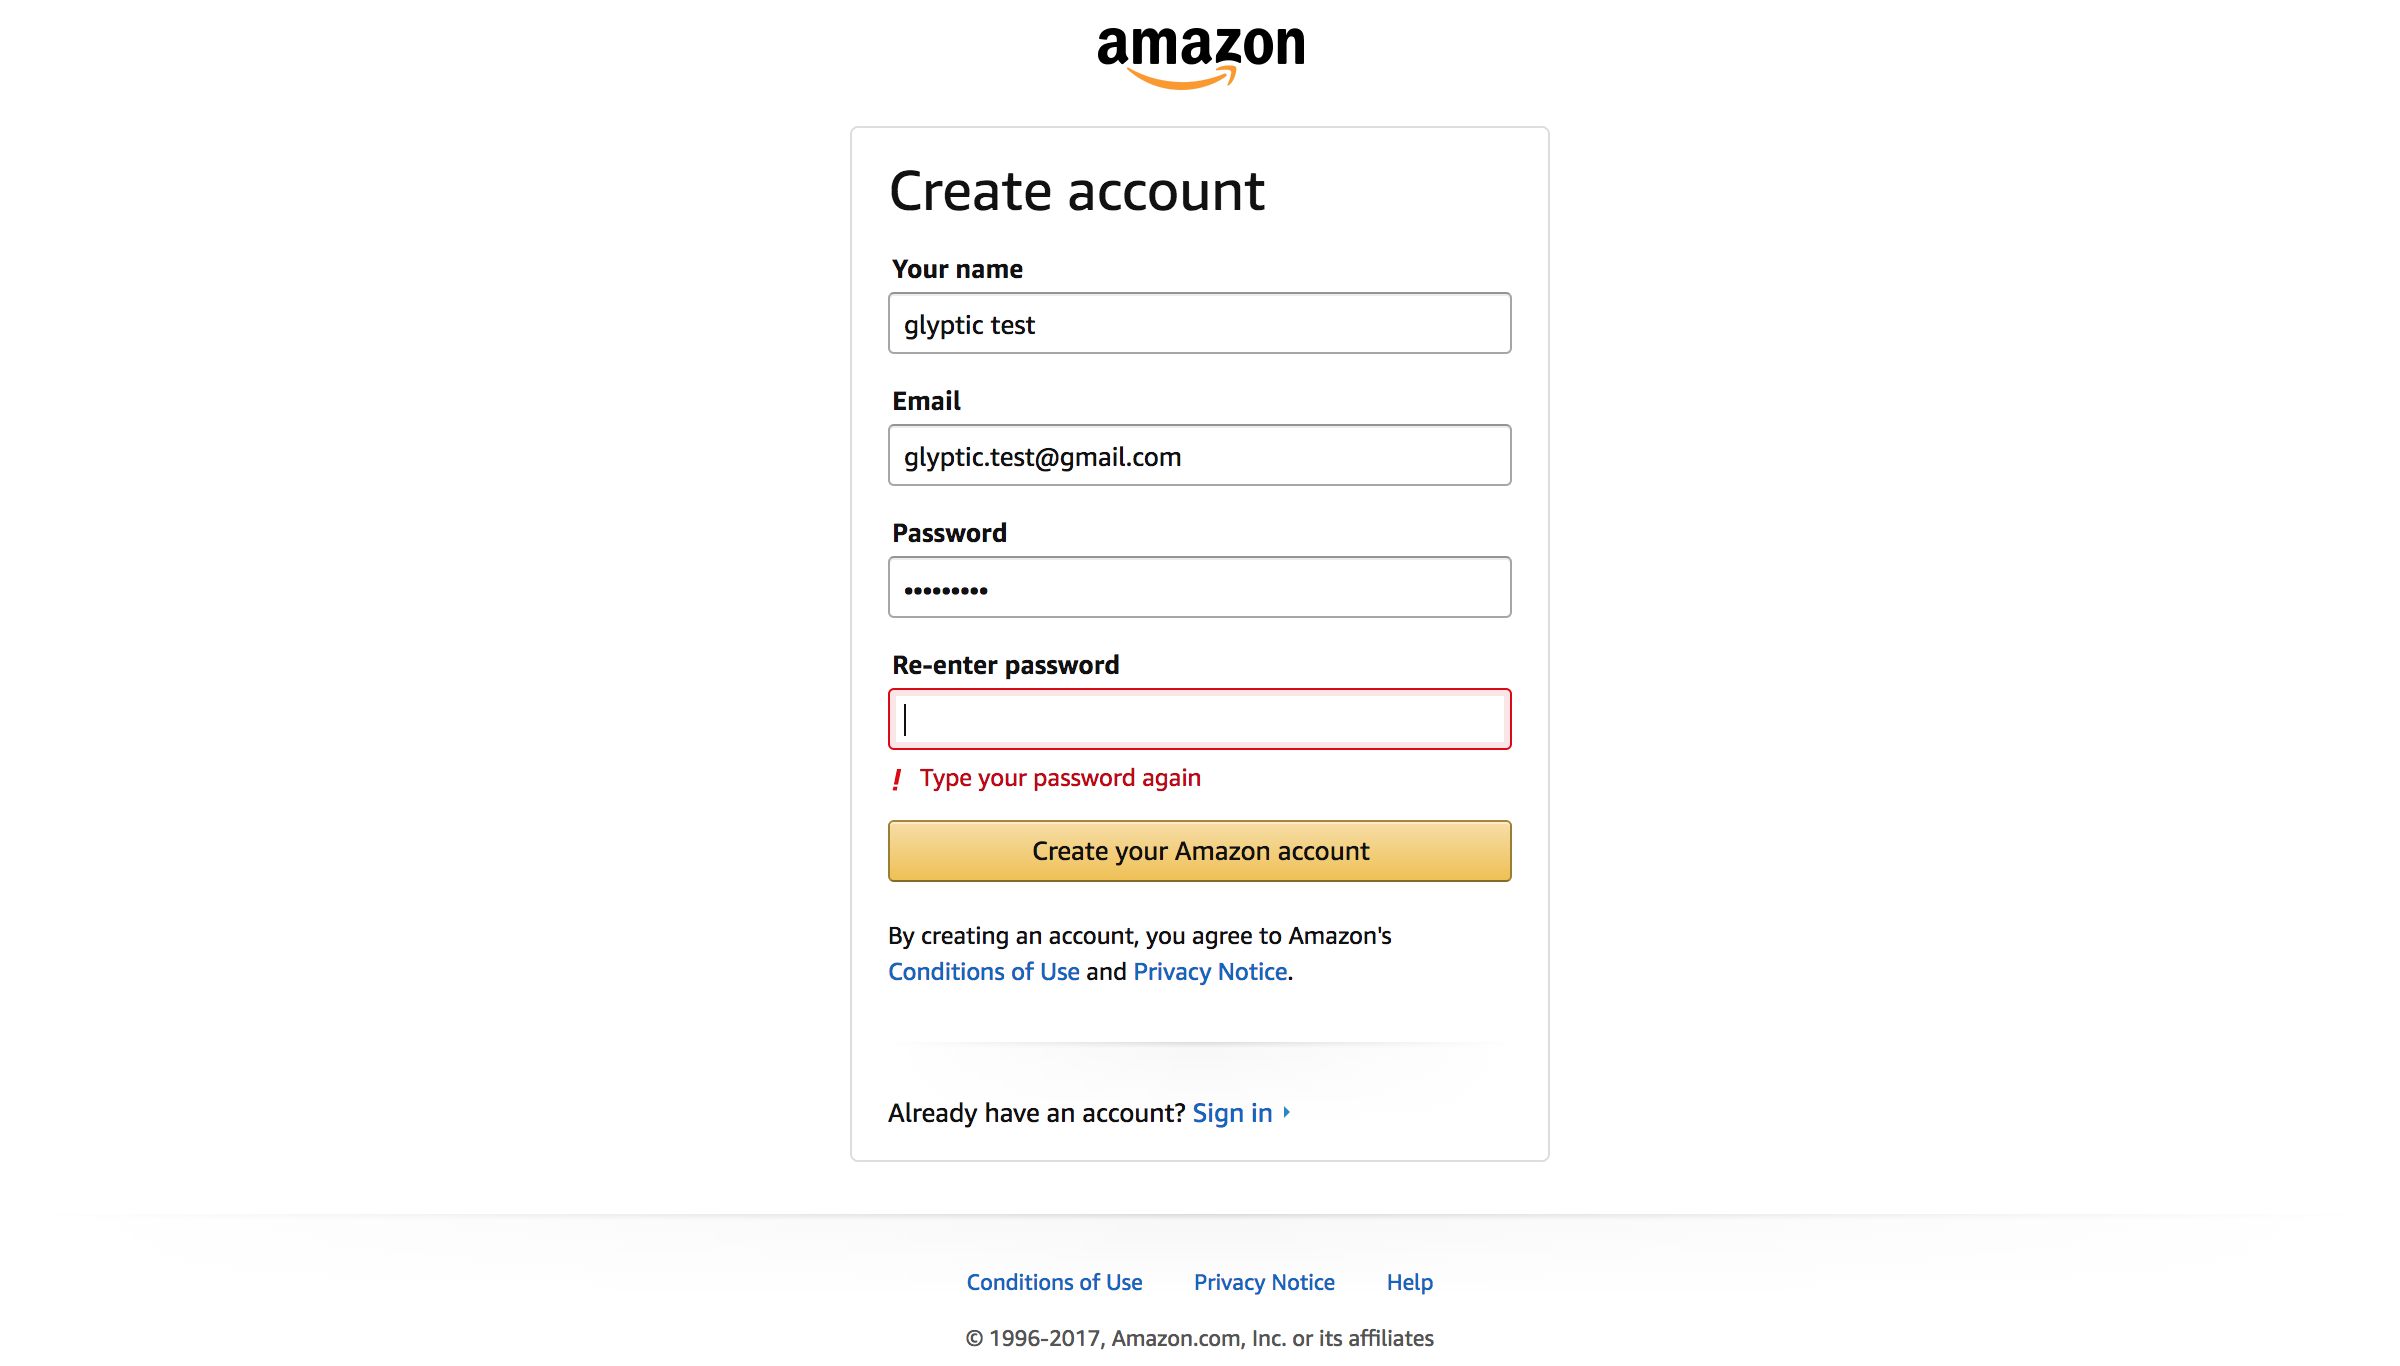 amazon
Create account
Your name
glyptic test
Email
glyptic.test@gmail.com
Password
•••••••••
Re-enter password
! Type your password again
Create your Amazon account
By creating an account, you agree to Amazon's
Conditions of Use and Privacy Notice.
Already have an account? Sign in
Conditions of Use Privacy Notice Help
© 1996-2017, Amazon.com, Inc. or its affiliates